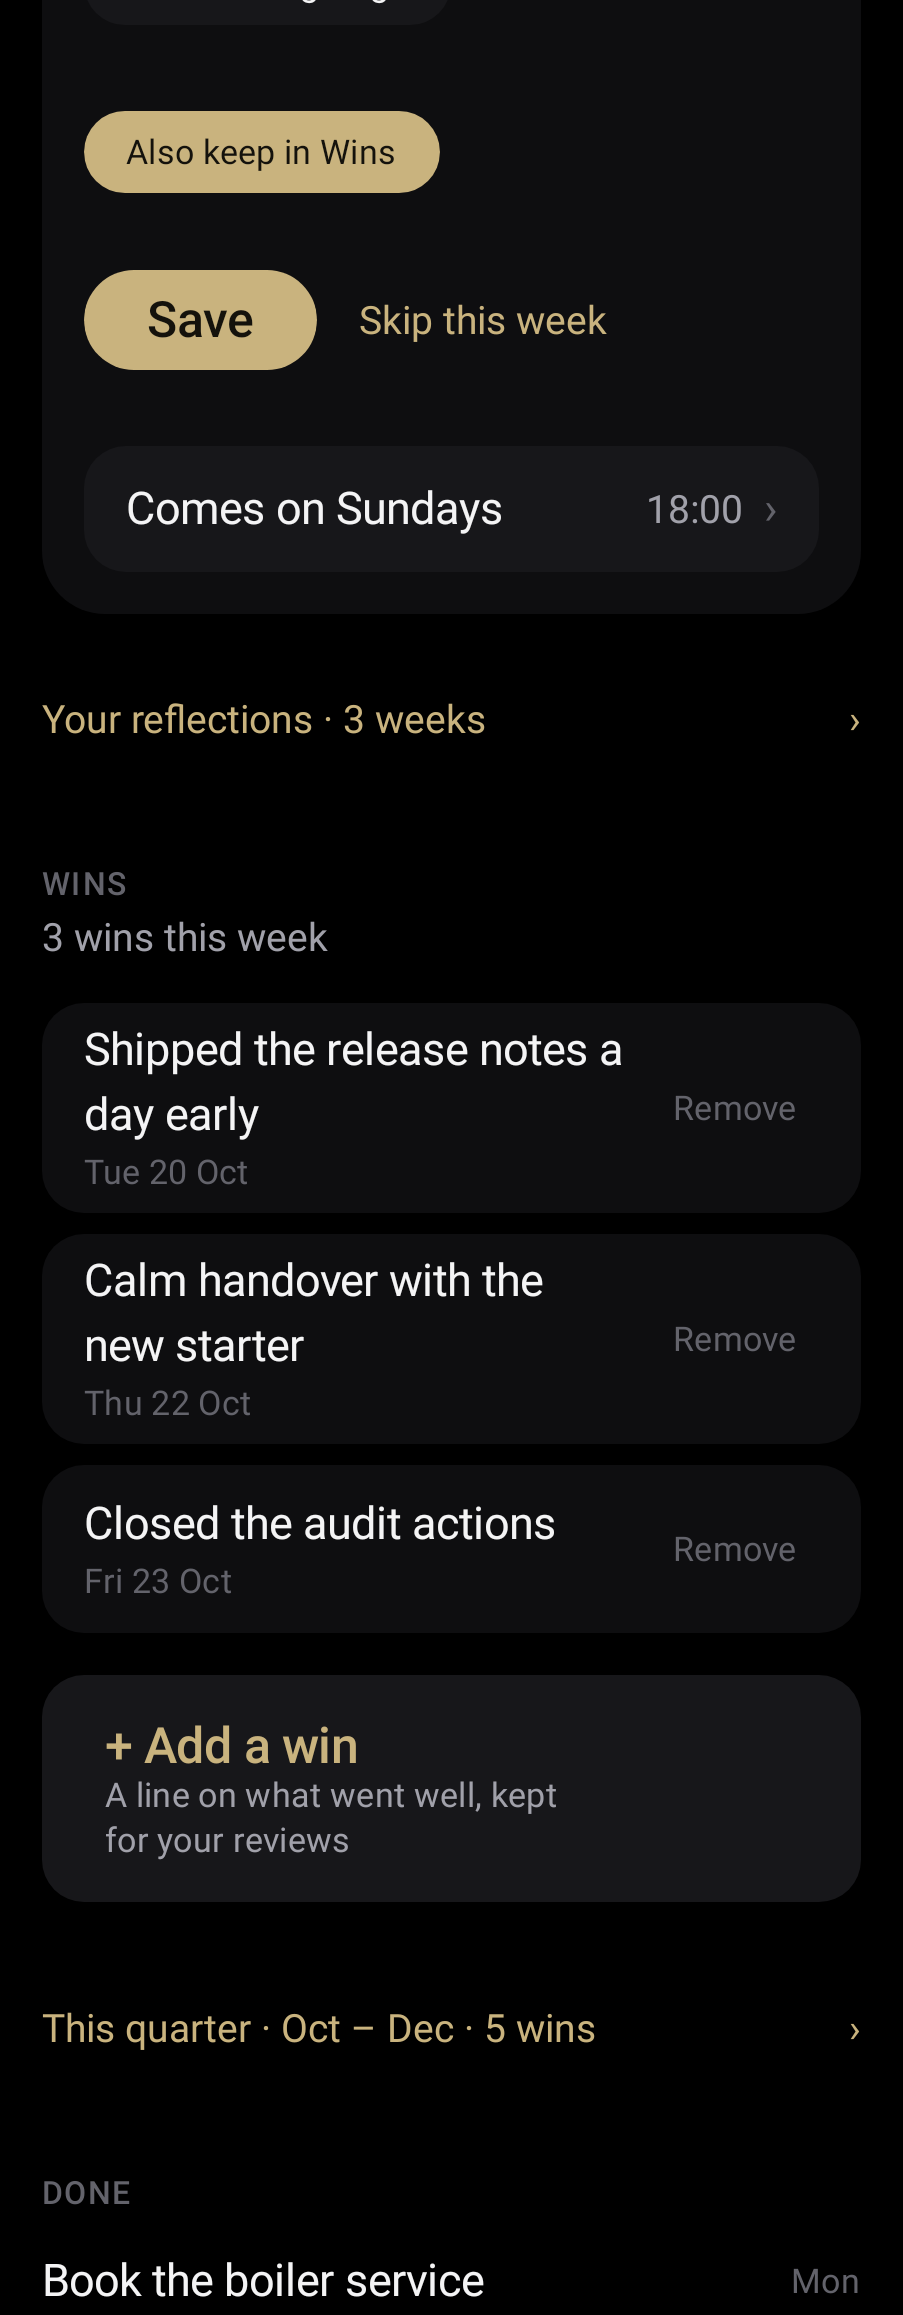 Also keep in Wins
Save
Skip this week
Comes on Sundays
18:00 ›
Your reflections · 3 weeks ›
WINS
3 wins this week
Shipped the release notes a
day early
Remove
Tue 20 Oct
Calm handover with the
new starter
Remove
Thu 22 Oct
Closed the audit actions
Remove
Fri 23 Oct
+ Add a win
A line on what went well, kept
for your reviews
This quarter · Oct – Dec · 5 wins ›
DONE
Book the boiler service
Mon